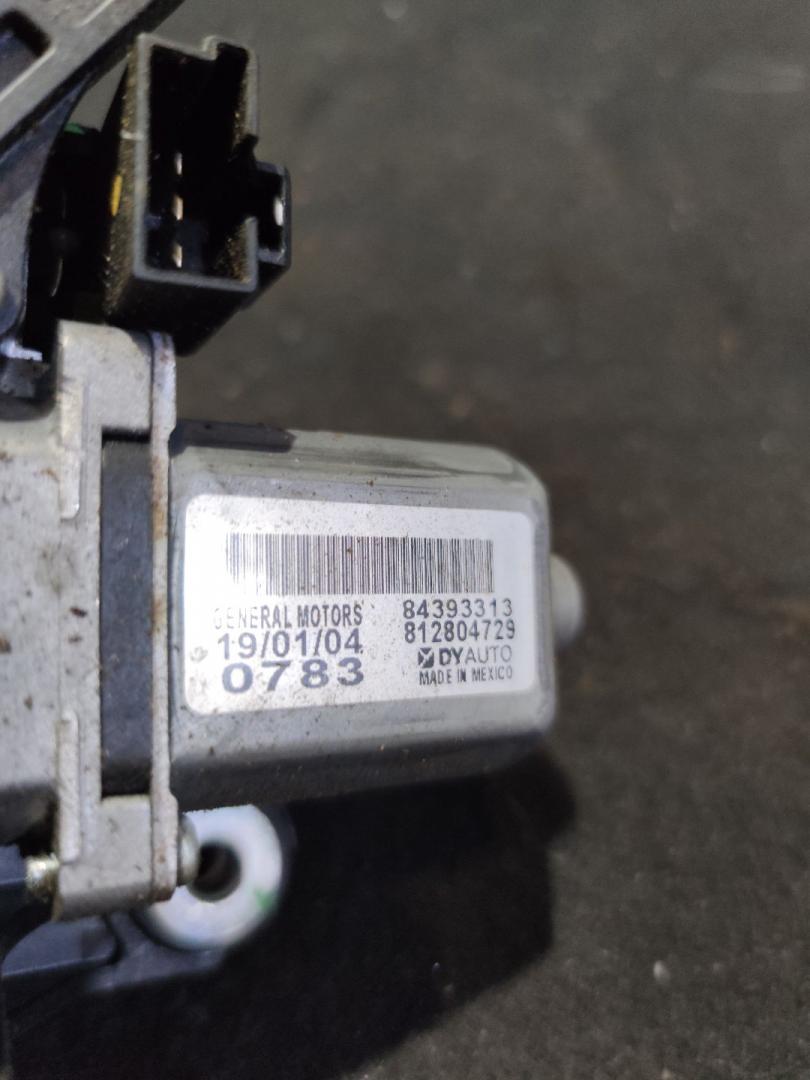 GENERAL MOTORS
19/01/04
0783
84393313
812804729
DYAUTO
MADE IN MEXICO